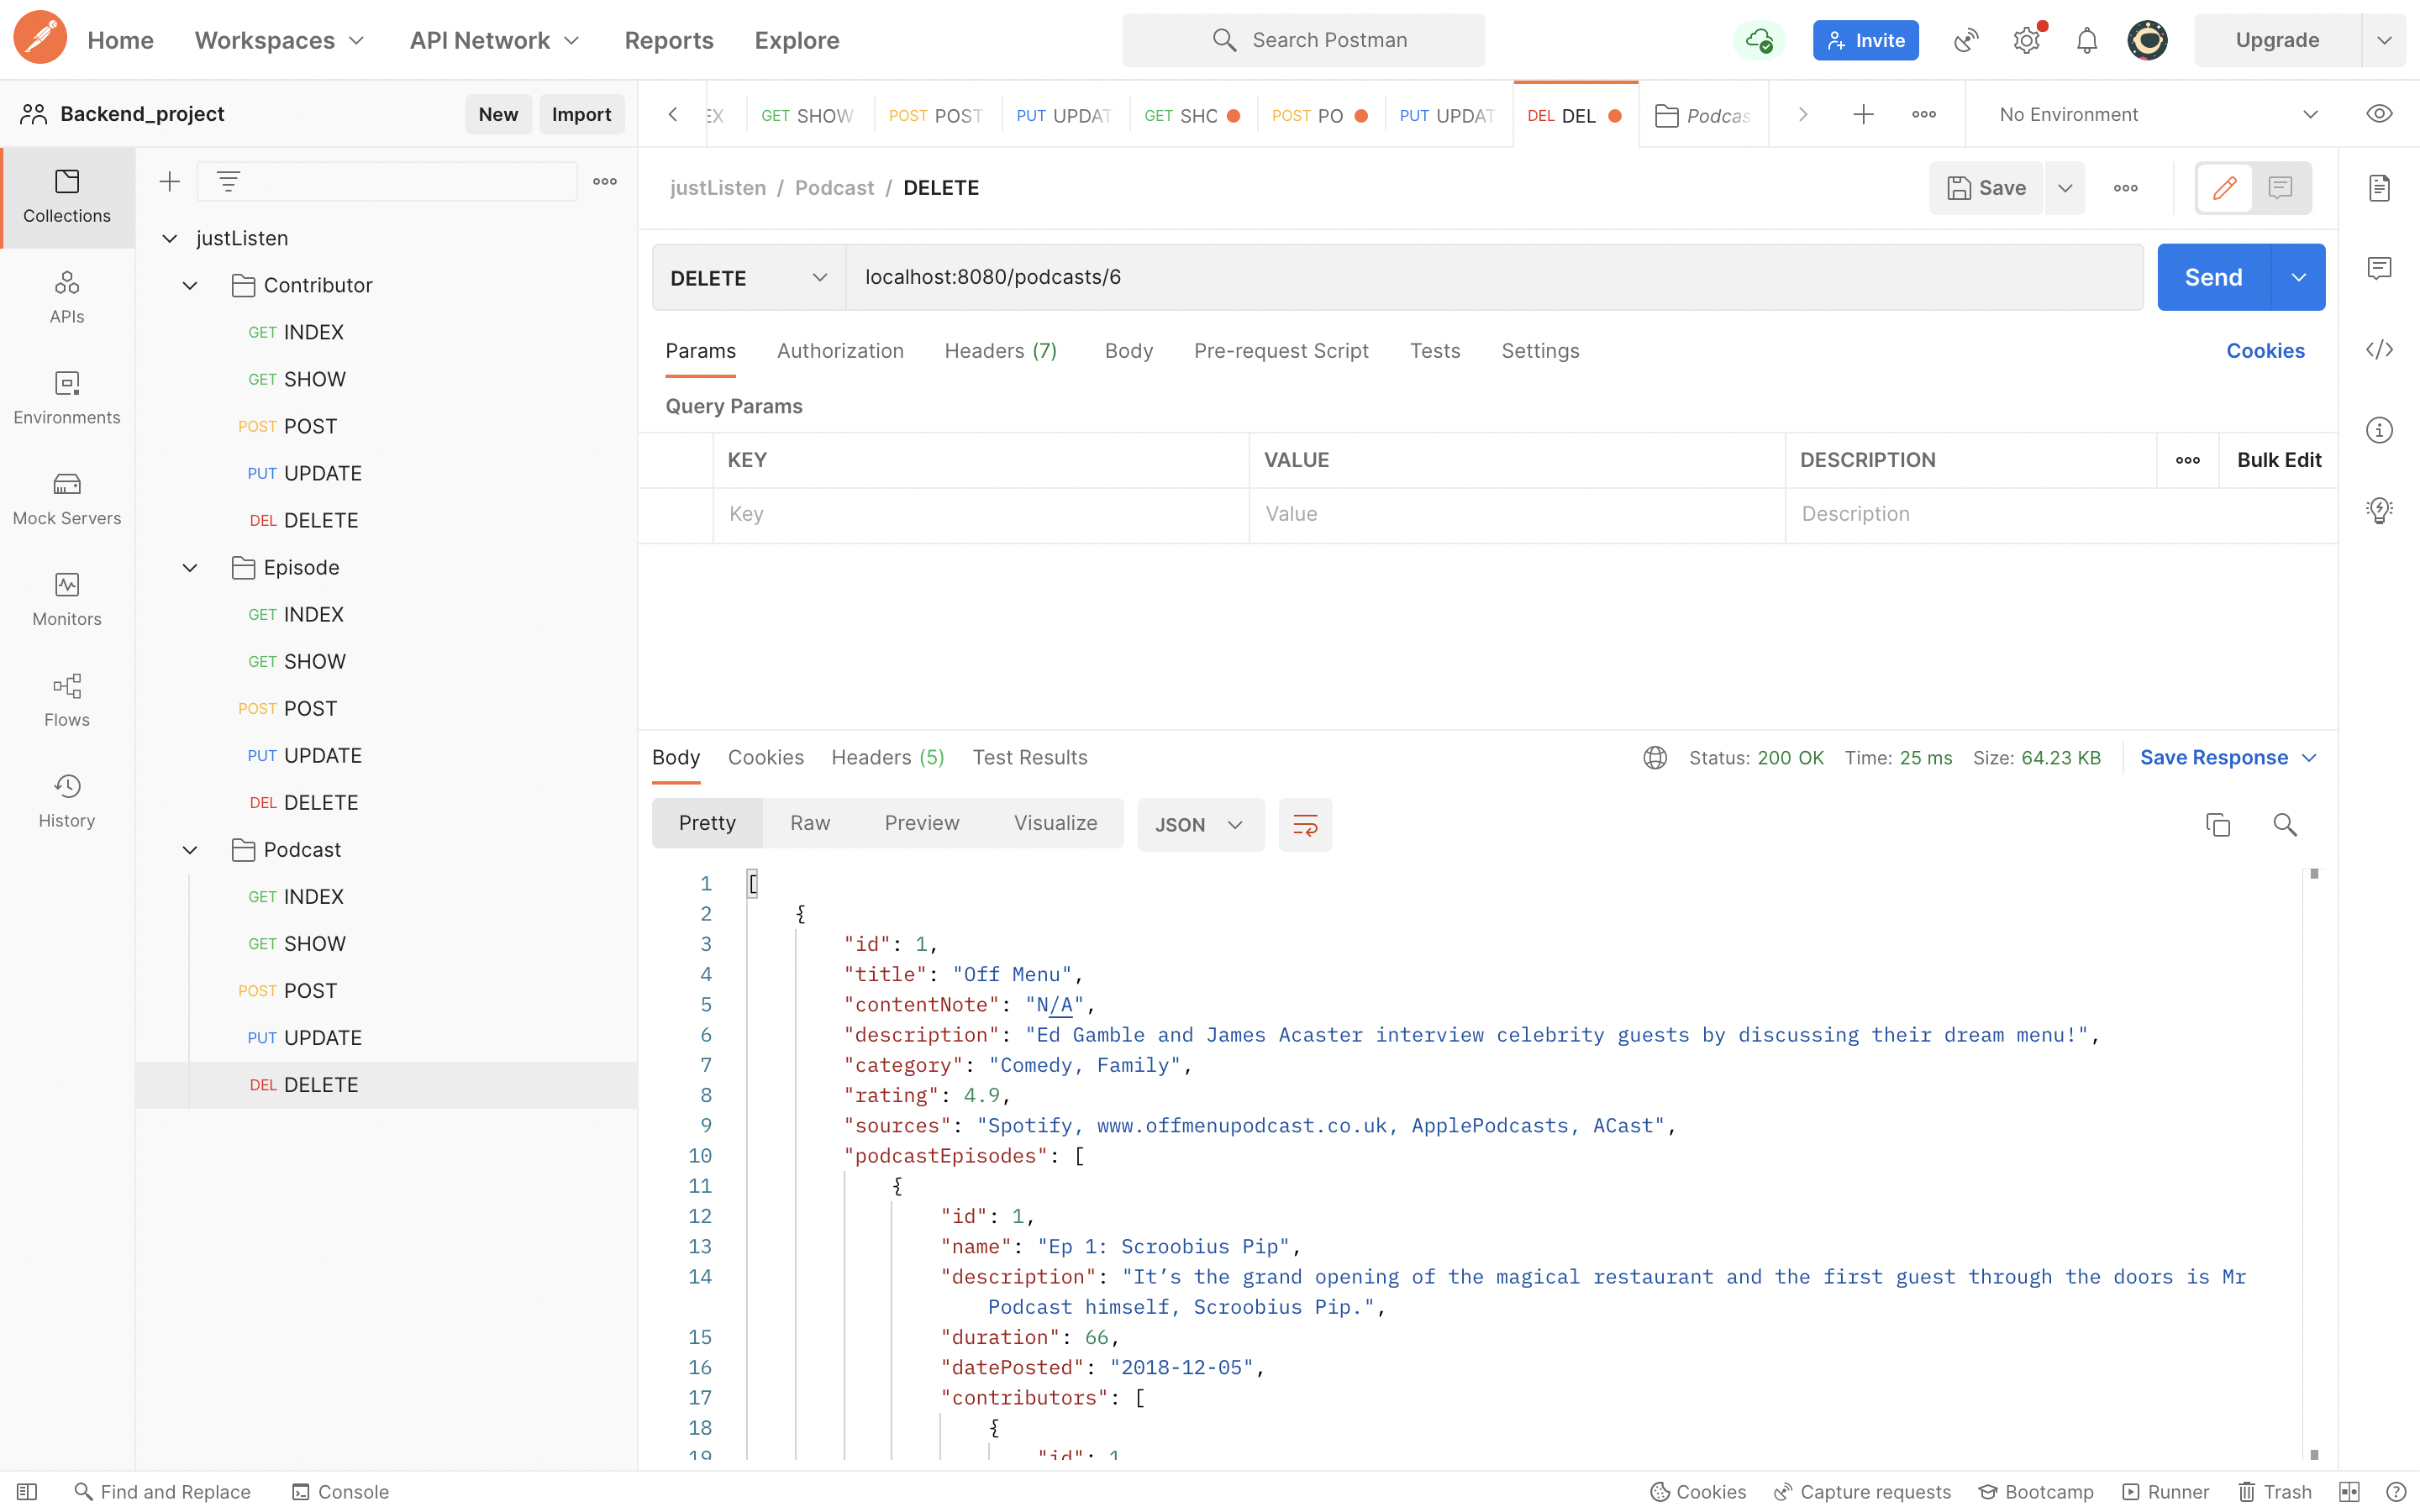 Home Workspaces API Network Reports Explore Search Postman Invite Upgrade
Backend_project New Import
EX GET SHOW POST POST PUT UPDAT GET SHC POST PO PUT UPDAT DEL DEL Podcas No Environment
Collections
APIs
Environments
Mock Servers
Monitors
Flows
History
justListen
Contributor
GET INDEX
GET SHOW
POST POST
PUT UPDATE
DEL DELETE
Episode
GET INDEX
GET SHOW
POST POST
PUT UPDATE
DEL DELETE
Podcast
GET INDEX
GET SHOW
POST POST
PUT UPDATE
DEL DELETE
justListen / Podcast / DELETE Save
DELETE localhost:8080/podcasts/6 Send
Params Authorization Headers (7) Body Pre-request Script Tests Settings Cookies
Query Params
KEY VALUE DESCRIPTION Bulk Edit
Key Value Description
Body Cookies Headers (5) Test Results Status: 200 OK Time: 25 ms Size: 64.23 KB Save Response
Pretty Raw Preview Visualize JSON
1 [
2 {
3 "id": 1,
4 "title": "Off Menu",
5 "contentNote": "N/A",
6 "description": "Ed Gamble and James Acaster interview celebrity guests by discussing their dream menu!",
7 "category": "Comedy, Family",
8 "rating": 4.9,
9 "sources": "Spotify, www.offmenupodcast.co.uk, ApplePodcasts, ACast",
10 "podcastEpisodes": [
11 {
12 "id": 1,
13 "name": "Ep 1: Scroobius Pip",
14 "description": "It’s the grand opening of the magical restaurant and the first guest through the doors is Mr
Podcast himself, Scroobius Pip.",
15 "duration": 66,
16 "datePosted": "2018-12-05",
17 "contributors": [
18 {
19 "id": 1
Find and Replace Console Cookies Capture requests Bootcamp Runner Trash